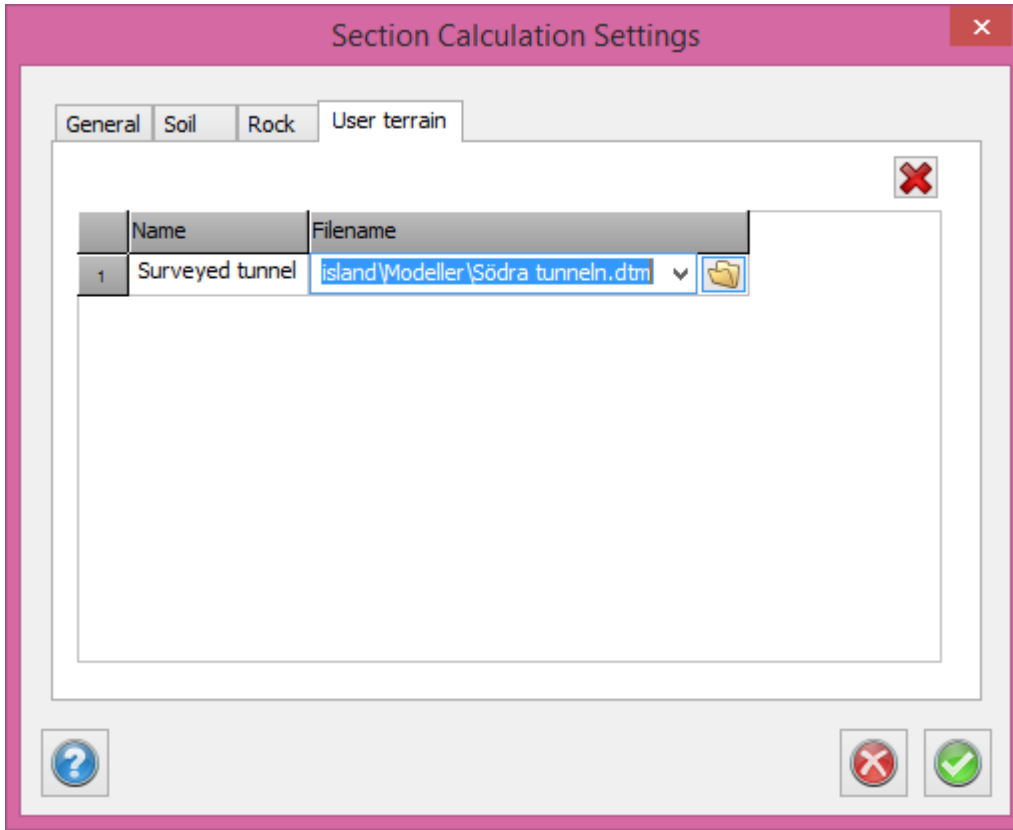 Section Calculation Settings
General Soil Rock User terrain
Name Filename
1 Surveyed tunnel island\Modeller\Södra tunneln.dtm